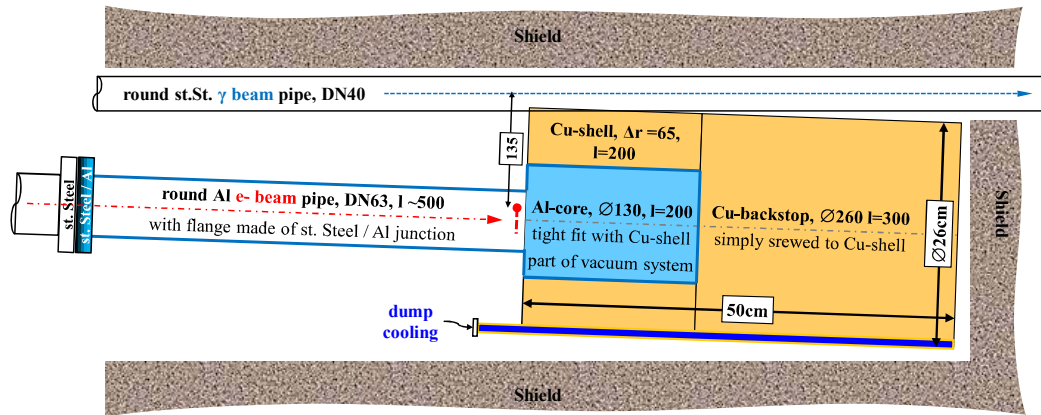 Shield
round st.St. γ beam pipe, DN40
Cu-shell, Δr =65,
l=200
135
st. Steel
st. Steel / Al
round Al e- beam pipe, DN63, l ~500
with flange made of st. Steel / Al junction
Al-core, ∅130, l=200
tight fit with Cu-shell
part of vacuum system
Cu-backstop, ∅260 l=300
simply srewed to Cu-shell
∅26cm
Shield
50cm
dump
cooling
Shield